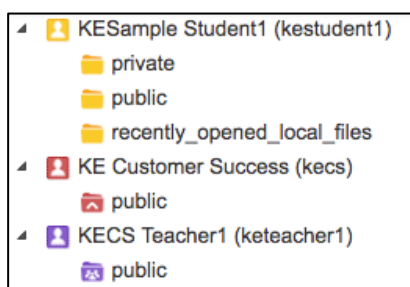 KESample Student1 (kestudent1)
private
public
recently_opened_local_files
KE Customer Success (kecs)
public
KECS Teacher1 (keteacher1)
public